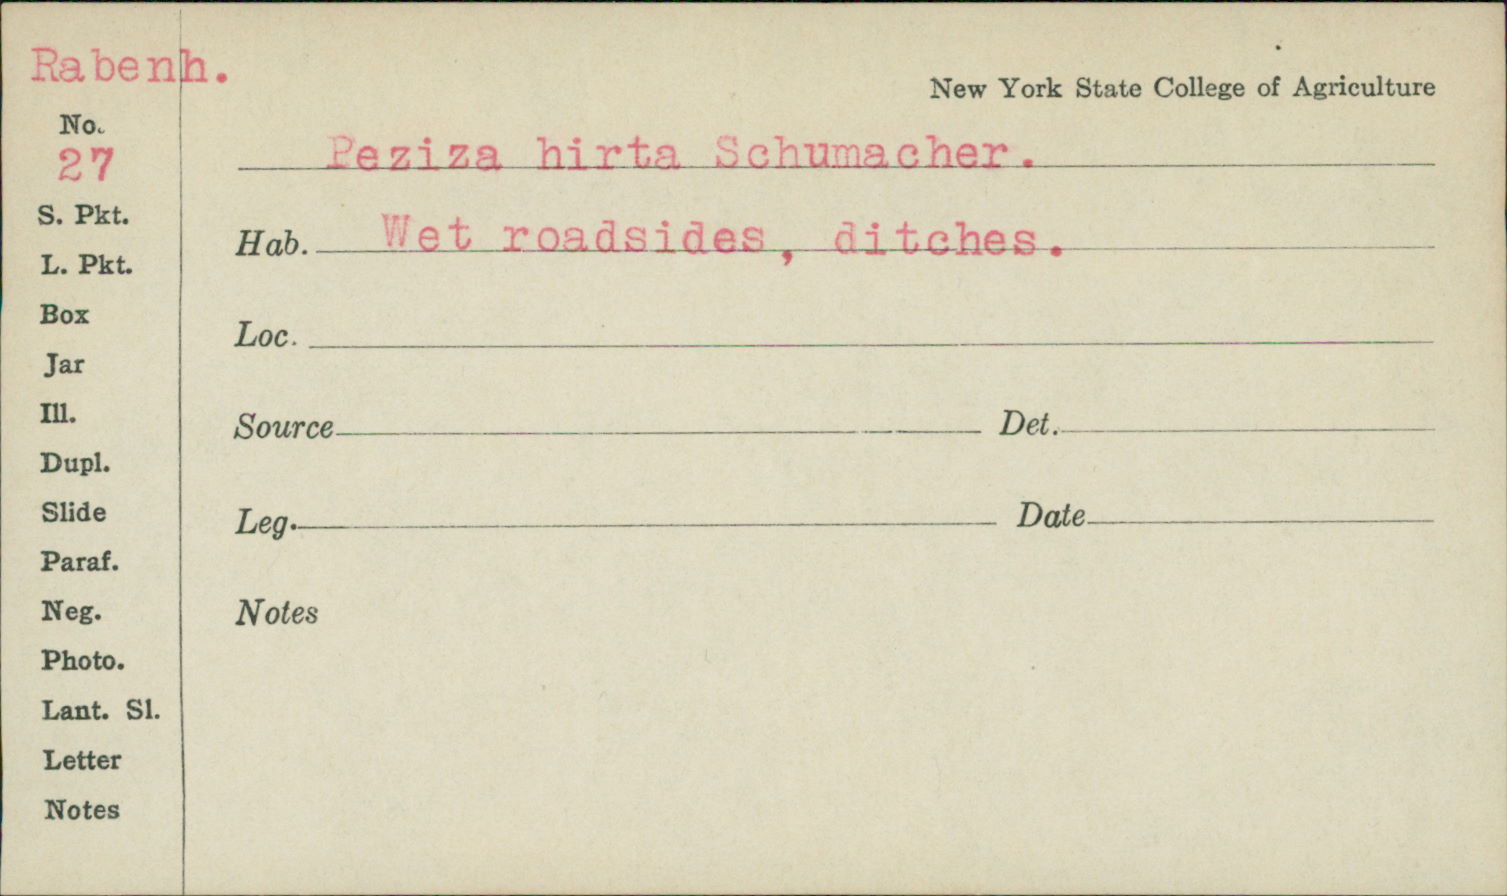 Rabenh.
New York State College of Agriculture
No.
27
Peziza hirta Schumacher.
S. Pkt.
Hab. Wet roadsides, ditches.
L. Pkt.
Box
Loc.
Jar
Ill.
Source Det.
Dupl.
Slide
Leg. Date
Paraf.
Neg.
Notes
Photo.
Lant. Sl.
Letter
Notes